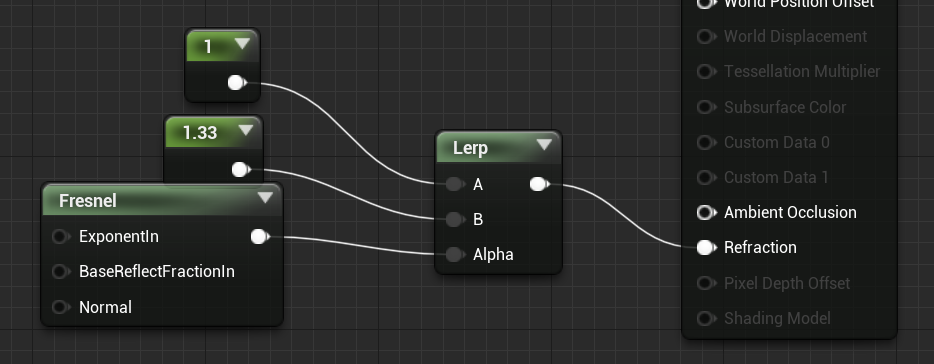 1
1.33
Fresnel
ExponentIn
BaseReflectFractionIn
Normal
Lerp
A
B
Alpha
World Position Offset
World Displacement
Tessellation Multiplier
Subsurface Color
Custom Data 0
Custom Data 1
Ambient Occlusion
Refraction
Pixel Depth Offset
Shading Model